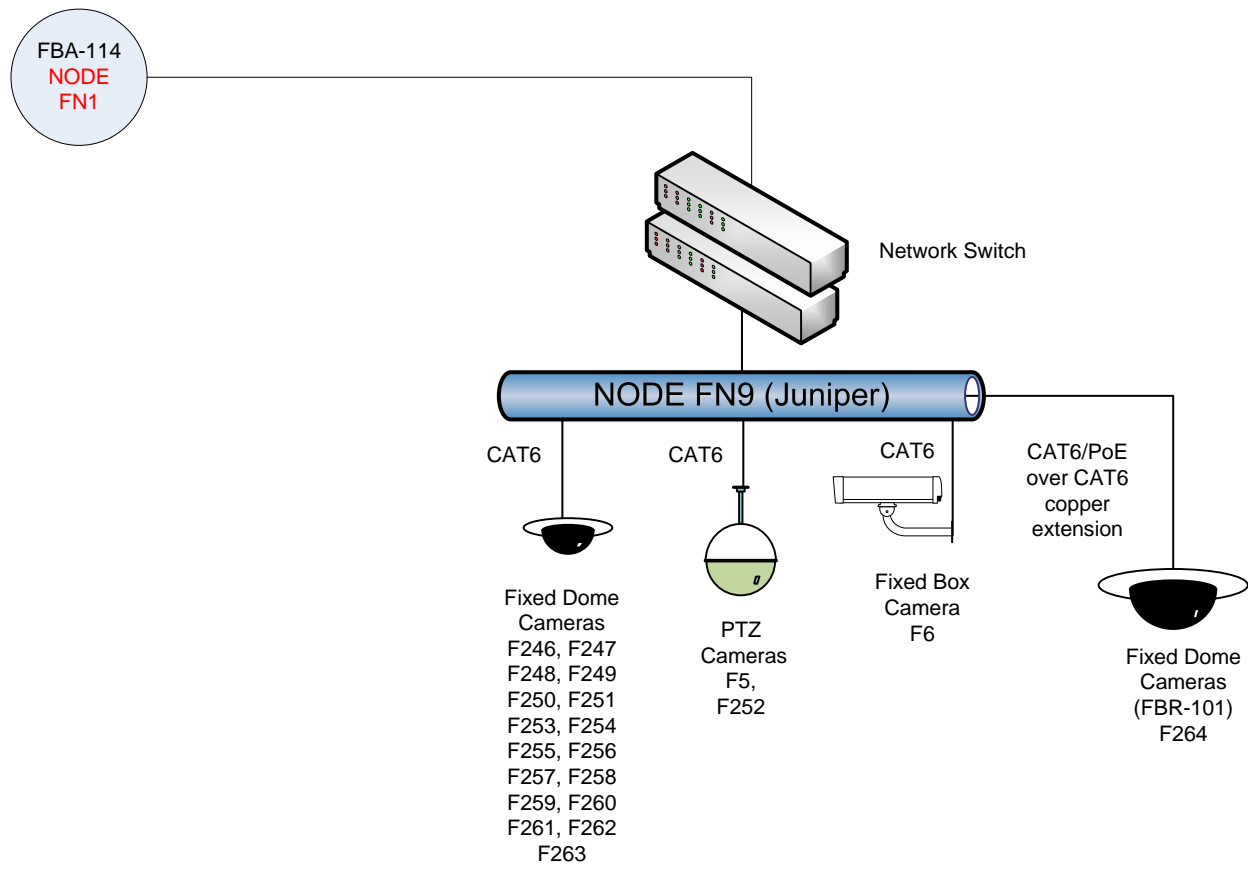 FBA-114
NODE
FN1
Network Switch
NODE FN9 (Juniper)
CAT6
CAT6
CAT6
CAT6/PoE
over CAT6
copper
extension
Fixed Dome
Cameras
F246, F247
F248, F249
F250, F251
F253, F254
F255, F256
F257, F258
F259, F260
F261, F262
F263
PTZ
Cameras
F5,
F252
Fixed Box
Camera
F6
Fixed Dome
Cameras
(FBR-101)
F264